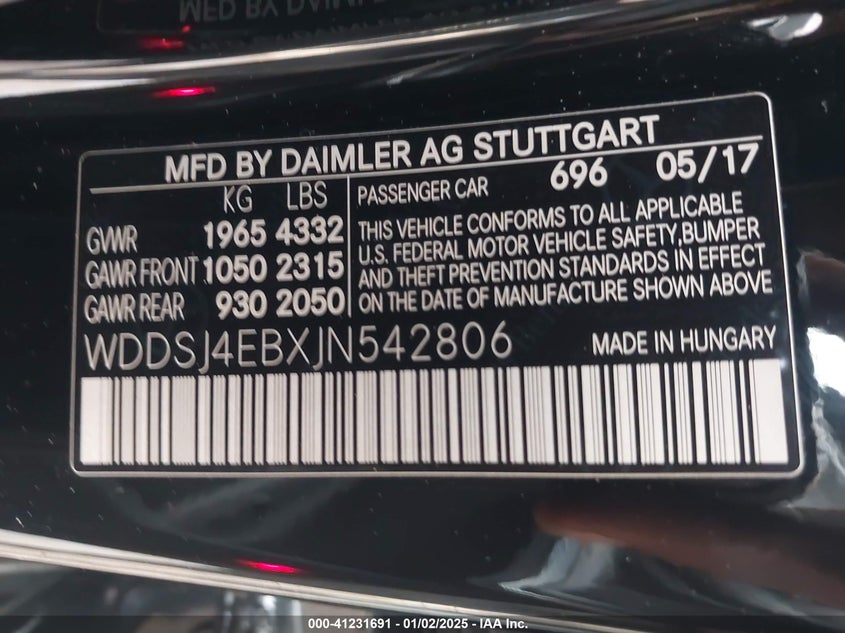 MFD BY DAIMLER AG STUTTGART
KG LBS
GVWR 1965 4332
GAWR FRONT 1050 2315
GAWR REAR 930 2050
PASSENGER CAR 696 05/17
THIS VEHICLE CONFORMS TO ALL APPLICABLE
U.S. FEDERAL MOTOR VEHICLE SAFETY,BUMPER
AND THEFT PREVENTION STANDARDS IN EFFECT
ON THE DATE OF MANUFACTURE SHOWN ABOVE
WDDSJ4EBXJN542806 MADE IN HUNGARY
000-41231691 - 01/02/2025 - IAA Inc.